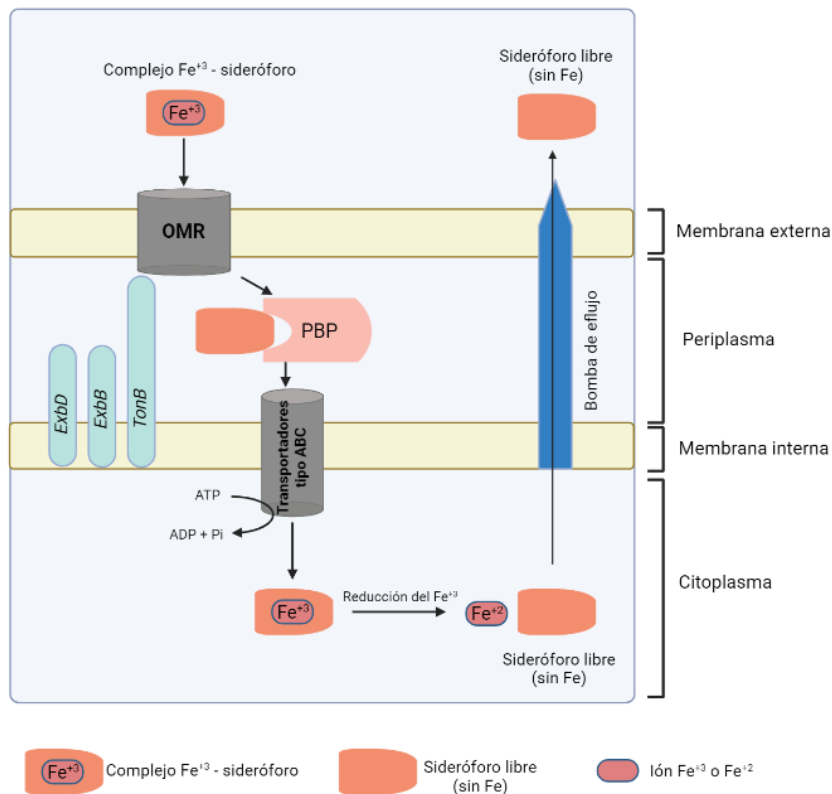 Complejo Fe⁺³ - sideróforo
Fe⁺³
Sideróforo libre
(sin Fe)
OMR
Membrana externa
PBP
Periplasma
Bomba de eflujo
ExbD
ExbB
TonB
Transportadores
tipo ABC
Membrana interna
ATP
ADP + Pi
Citoplasma
Fe⁺³
Reducción del Fe⁺³
Fe⁺²
Sideróforo libre
(sin Fe)
Fe⁺³
Complejo Fe⁺³ - sideróforo
Sideróforo libre
(sin Fe)
Ión Fe⁺³ o Fe⁺²